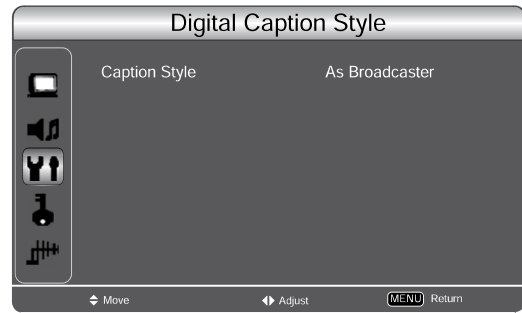 Digital Caption Style
Caption Style As Broadcaster
Move Adjust MENU Return